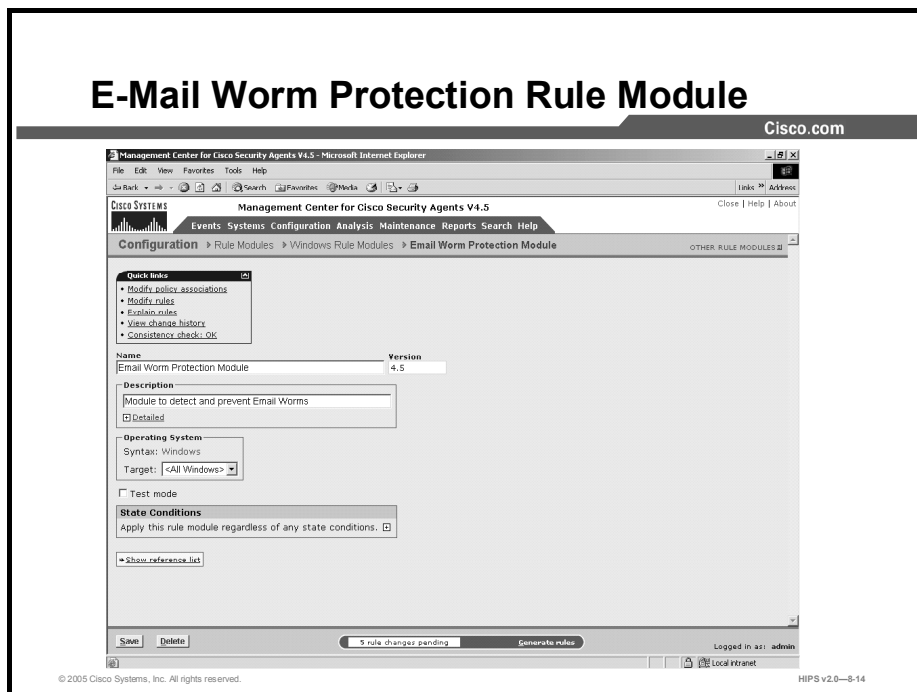 E-Mail Worm Protection Rule Module
Cisco.com
Management Center for Cisco Security Agents V4.5 - Microsoft Internet Explorer
File Edit View Favorites Tools Help
Back Search Favorites Media Links » Address
CISCO SYSTEMS Management Center for Cisco Security Agents V4.5 Close | Help | About
Events Systems Configuration Analysis Maintenance Reports Search Help
Configuration Rule Modules Windows Rule Modules Email Worm Protection Module OTHER RULE MODULES
Quick links
• Modify policy associations
• Modify rules
• Explain rules
• View change history
• Consistency check: OK
Name Version
Email Worm Protection Module 4.5
Description
Module to detect and prevent Email Worms
Detailed
Operating System
Syntax: Windows
Target: <All Windows>
Test mode
State Conditions
Apply this rule module regardless of any state conditions.
Show reference list
Save Delete 5 rule changes pending Generate rules Logged in as: admin
Local intranet
© 2005 Cisco Systems, Inc. All rights reserved. HIPS v2.0—8-14